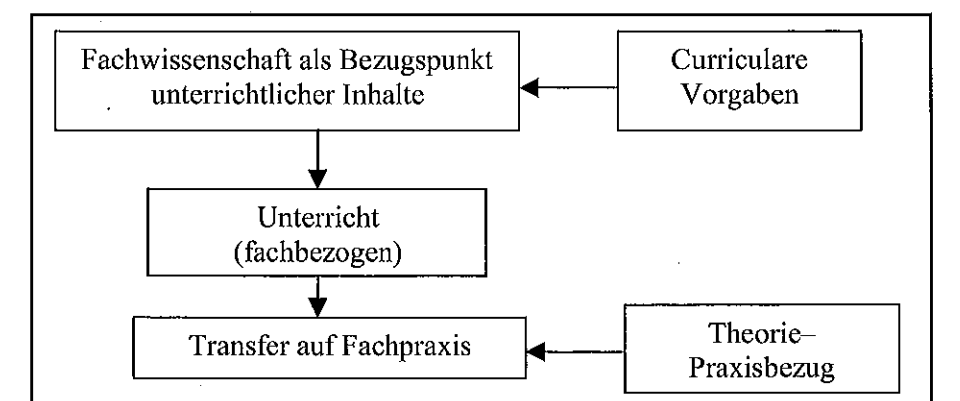 Fachwissenschaft als Bezugspunkt
unterrichtlicher Inhalte
Curriculare
Vorgaben
Unterricht
(fachbezogen)
Transfer auf Fachpraxis
Theorie–
Praxisbezug